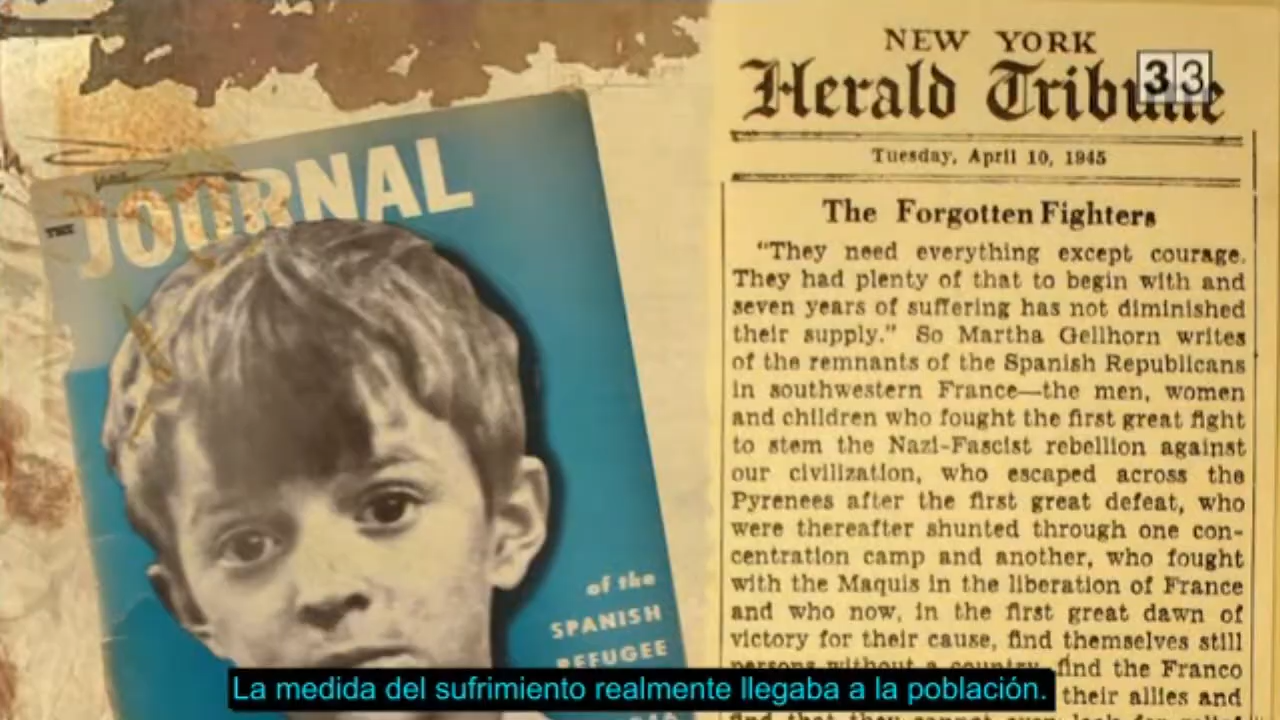 THE JOURNAL
of the
SPANISH
REFUGEE
NEW YORK
Herald Tribune
33
Tuesday, April 10, 1945
The Forgotten Fighters
"They need everything except courage.
They had plenty of that to begin with and
seven years of suffering has not diminished
their supply." So Martha Gellhorn writes
of the remnants of the Spanish Republicans
in southwestern France—the men, women
and children who fought the first great fight
to stem the Nazi-Fascist rebellion against
our civilization, who escaped across the
Pyrenees after the first great defeat, who
were thereafter shunted through one con-
centration camp and another, who fought
with the Maquis in the liberation of France
and who now, in the first great dawn of
victory for their cause, find themselves still
persons without a country, find the Franco
their allies and
La medida del sufrimiento realmente llegaba a la población.